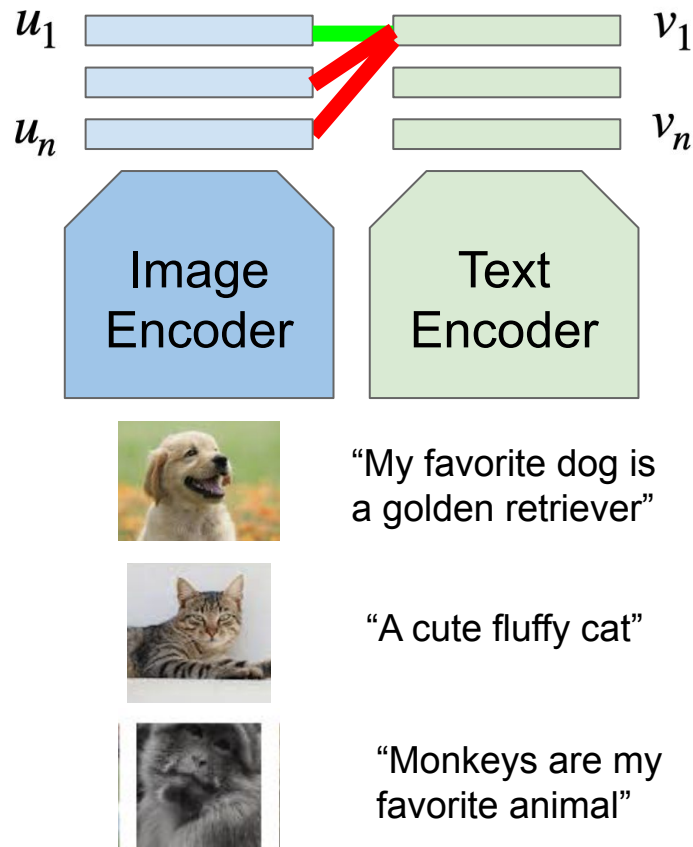 u₁ v₁
uₙ vₙ
Image
Encoder
Text
Encoder
“My favorite dog is
a golden retriever”
“A cute fluffy cat”
“Monkeys are my
favorite animal”